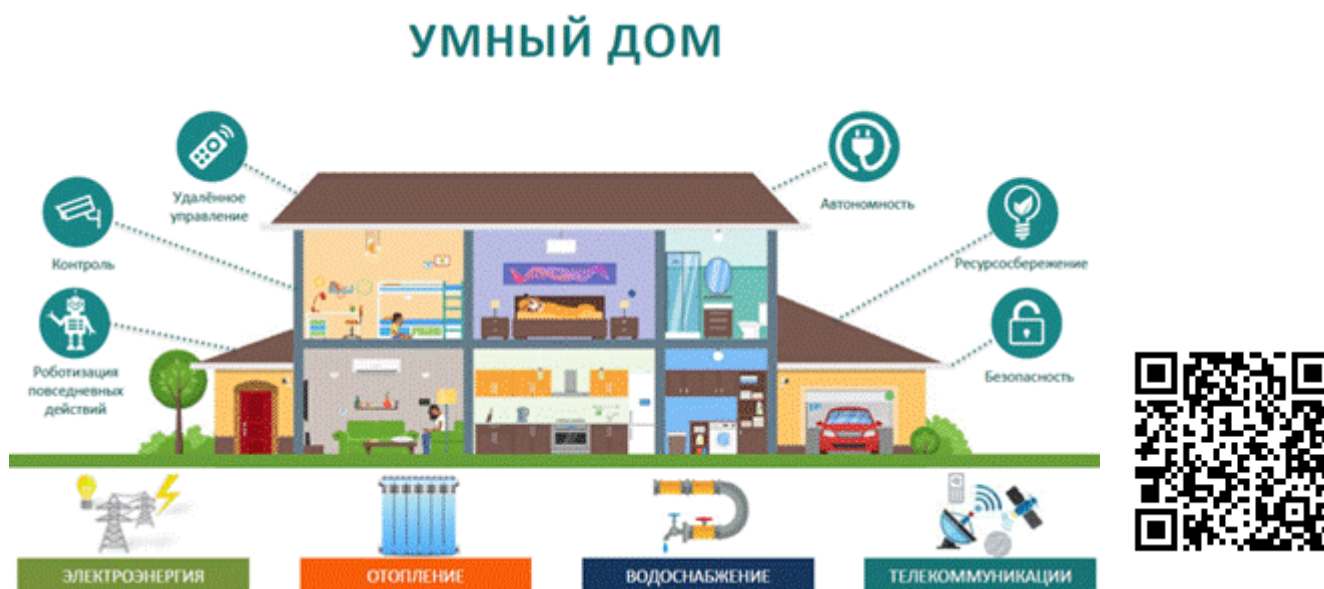 УМНЫЙ ДОМ
Удалённое
управление
Автономность
Контроль
Ресурсосбережение
Роботизация
повседневных
действий
Безопасность
ЭЛЕКТРОЭНЕРГИЯ
ОТОПЛЕНИЕ
ВОДОСНАБЖЕНИЕ
ТЕЛЕКОММУНИКАЦИИ